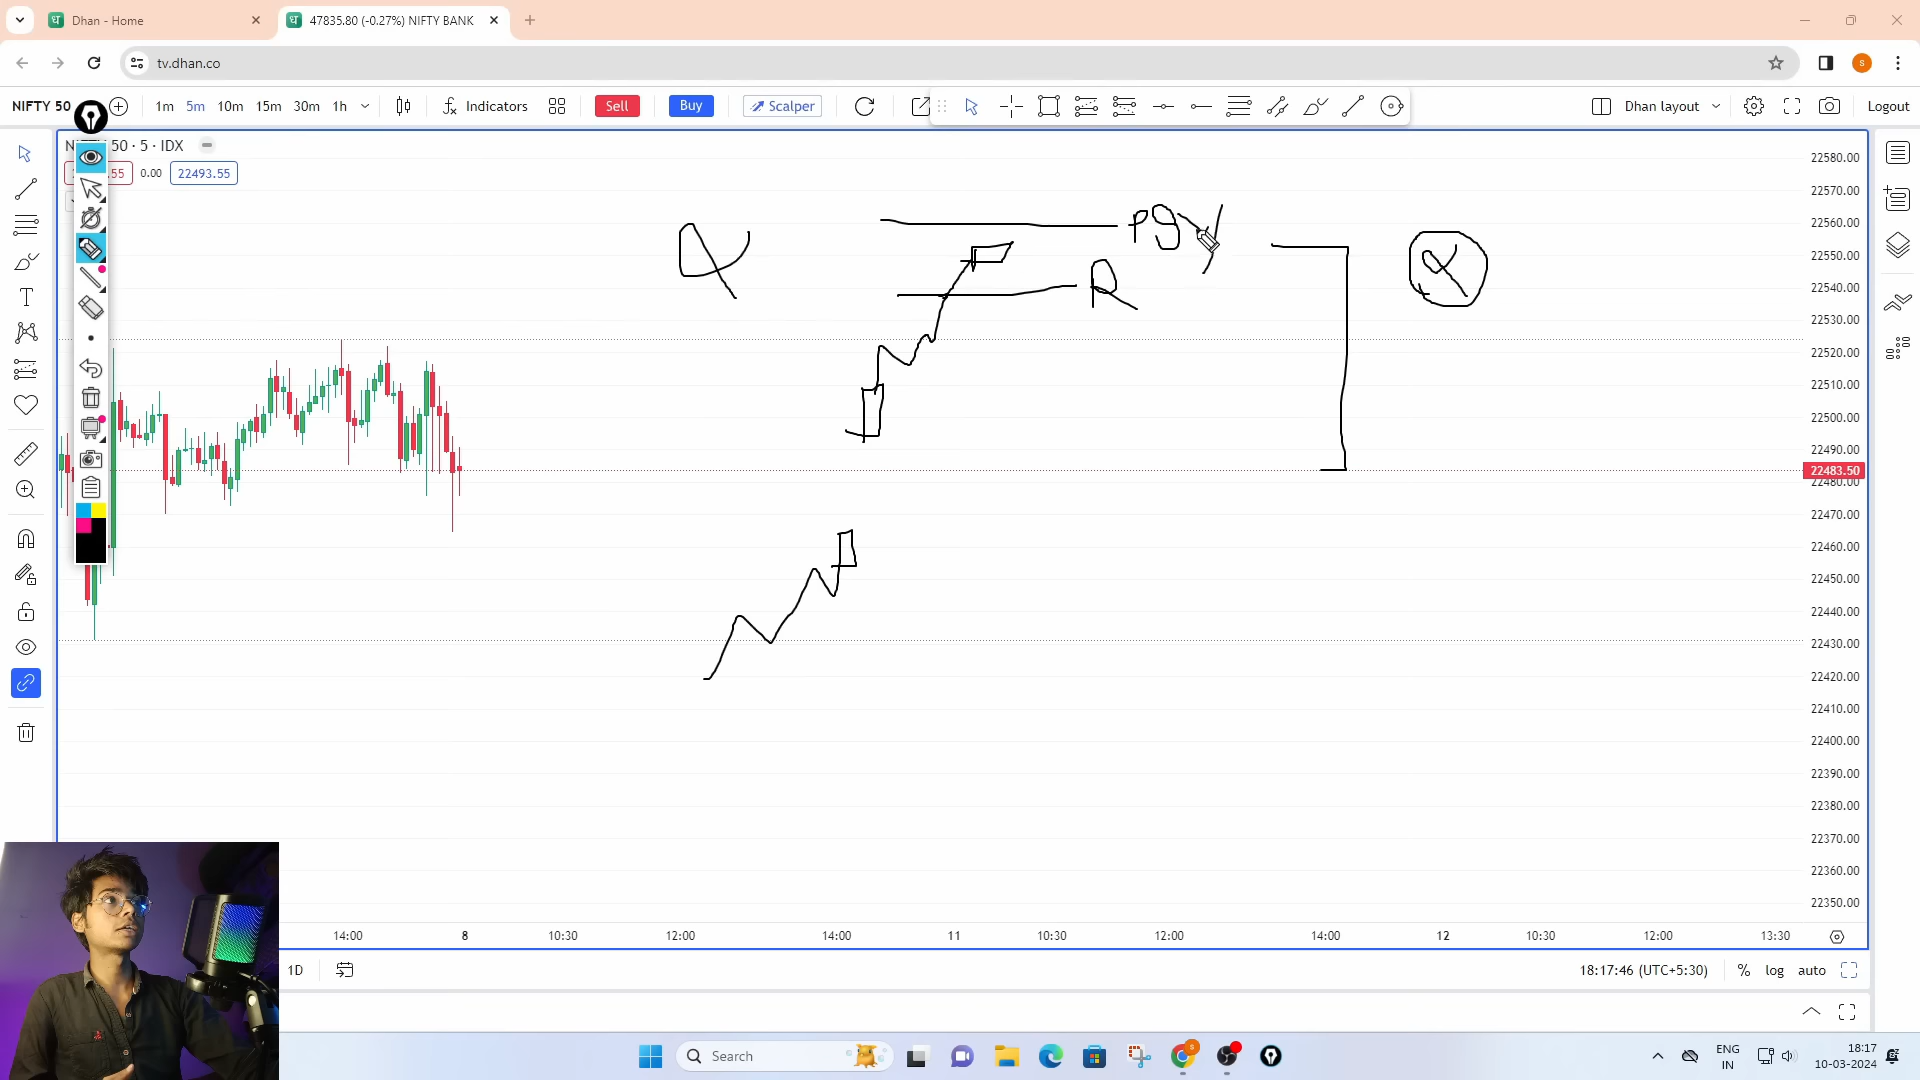 Dhan - Home
47835.80 (-0.27%) NIFTY BANK
tv.dhan.co
S
NIFTY 50
1m 5m 10m 15m 30m 1h
Indicators
Sell
Buy
Scalper
Dhan layout
Logout
50 · 5 · IDX
55
0.00
22493.55
R
22580.00
22570.00
22560.00
22550.00
22540.00
22530.00
22520.00
22510.00
22500.00
22490.00
22483.50
22480.00
22470.00
22460.00
22450.00
22440.00
22430.00
22420.00
22410.00
22400.00
22390.00
22380.00
22370.00
22360.00
22350.00
14:00 8 10:30 12:00 14:00 11 10:30 12:00 14:00 12 10:30 12:00 13:30
1D
18:17:46 (UTC+5:30)
% log auto
Search
ENG
IN
18:17
10-03-2024